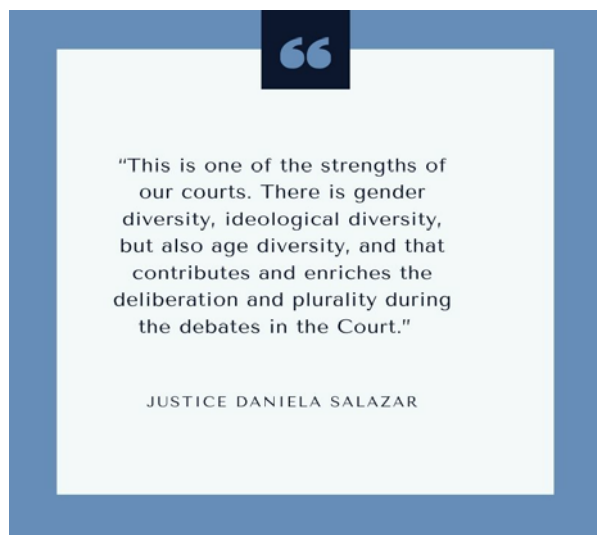 “
“This is one of the strengths of
our courts. There is gender
diversity, ideological diversity,
but also age diversity, and that
contributes and enriches the
deliberation and plurality during
the debates in the Court.”
JUSTICE DANIELA SALAZAR